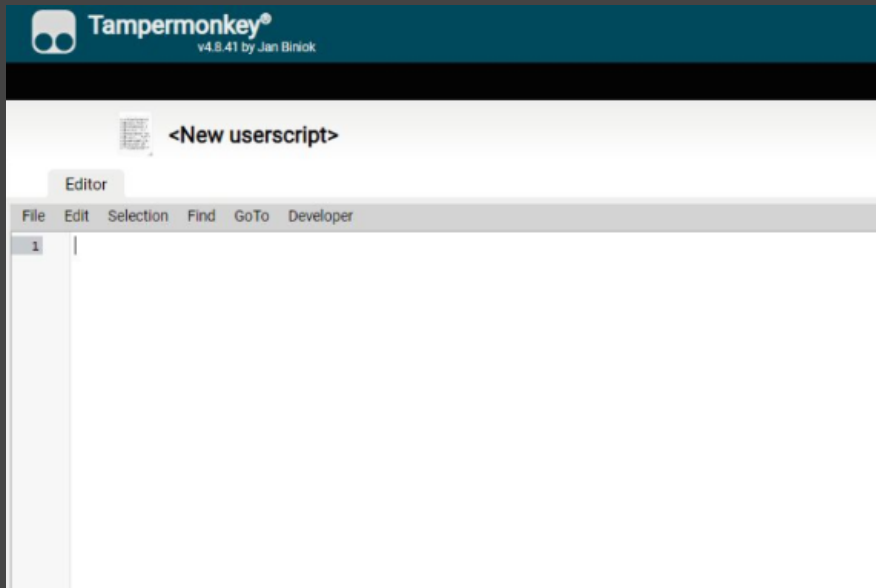 Tampermonkey®
v4.8.41 by Jan Biniok
<New userscript>
Editor
File Edit Selection Find GoTo Developer
1